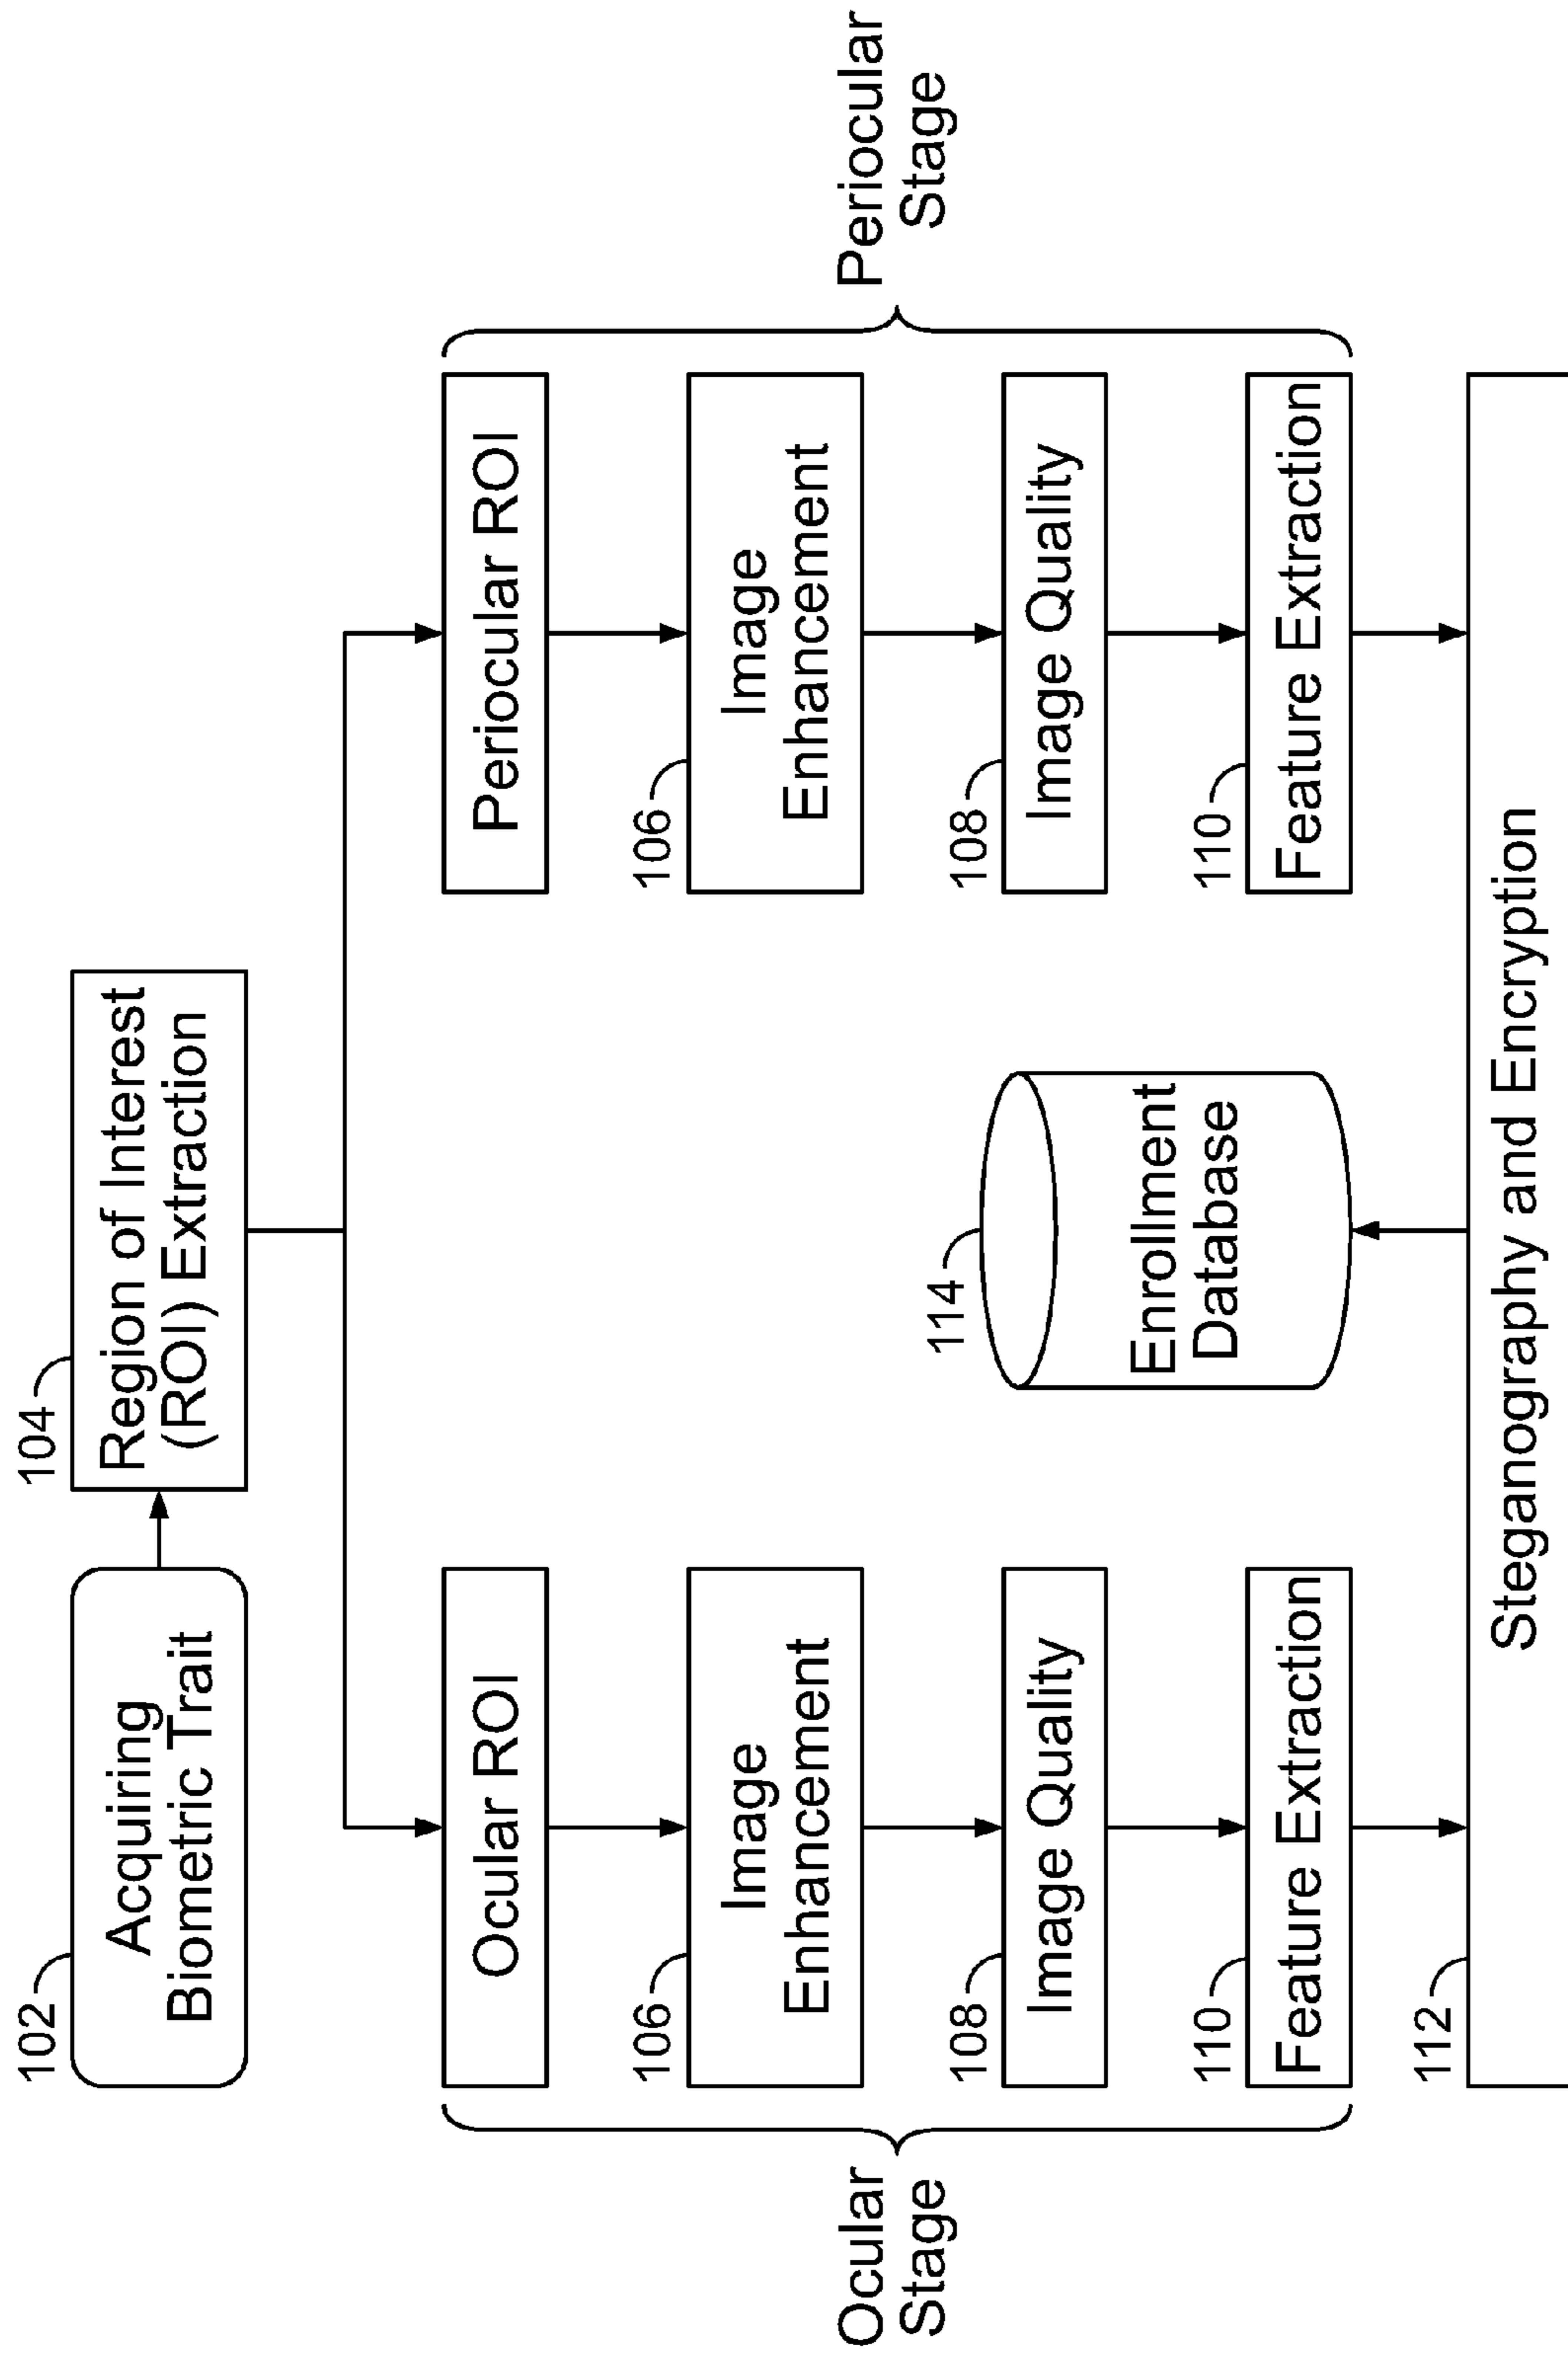 102
Acquiring
Biometric Trait
104
Region of Interest
(ROI) Extraction
Ocular
Stage
Ocular ROI
106
Image
Enhancement
108
Image Quality
110
Feature Extraction
114
Enrollment
Database
Periocular ROI
106
Image
Enhancement
108
Image Quality
110
Feature Extraction
Periocular
Stage
112
Steganography and Encryption